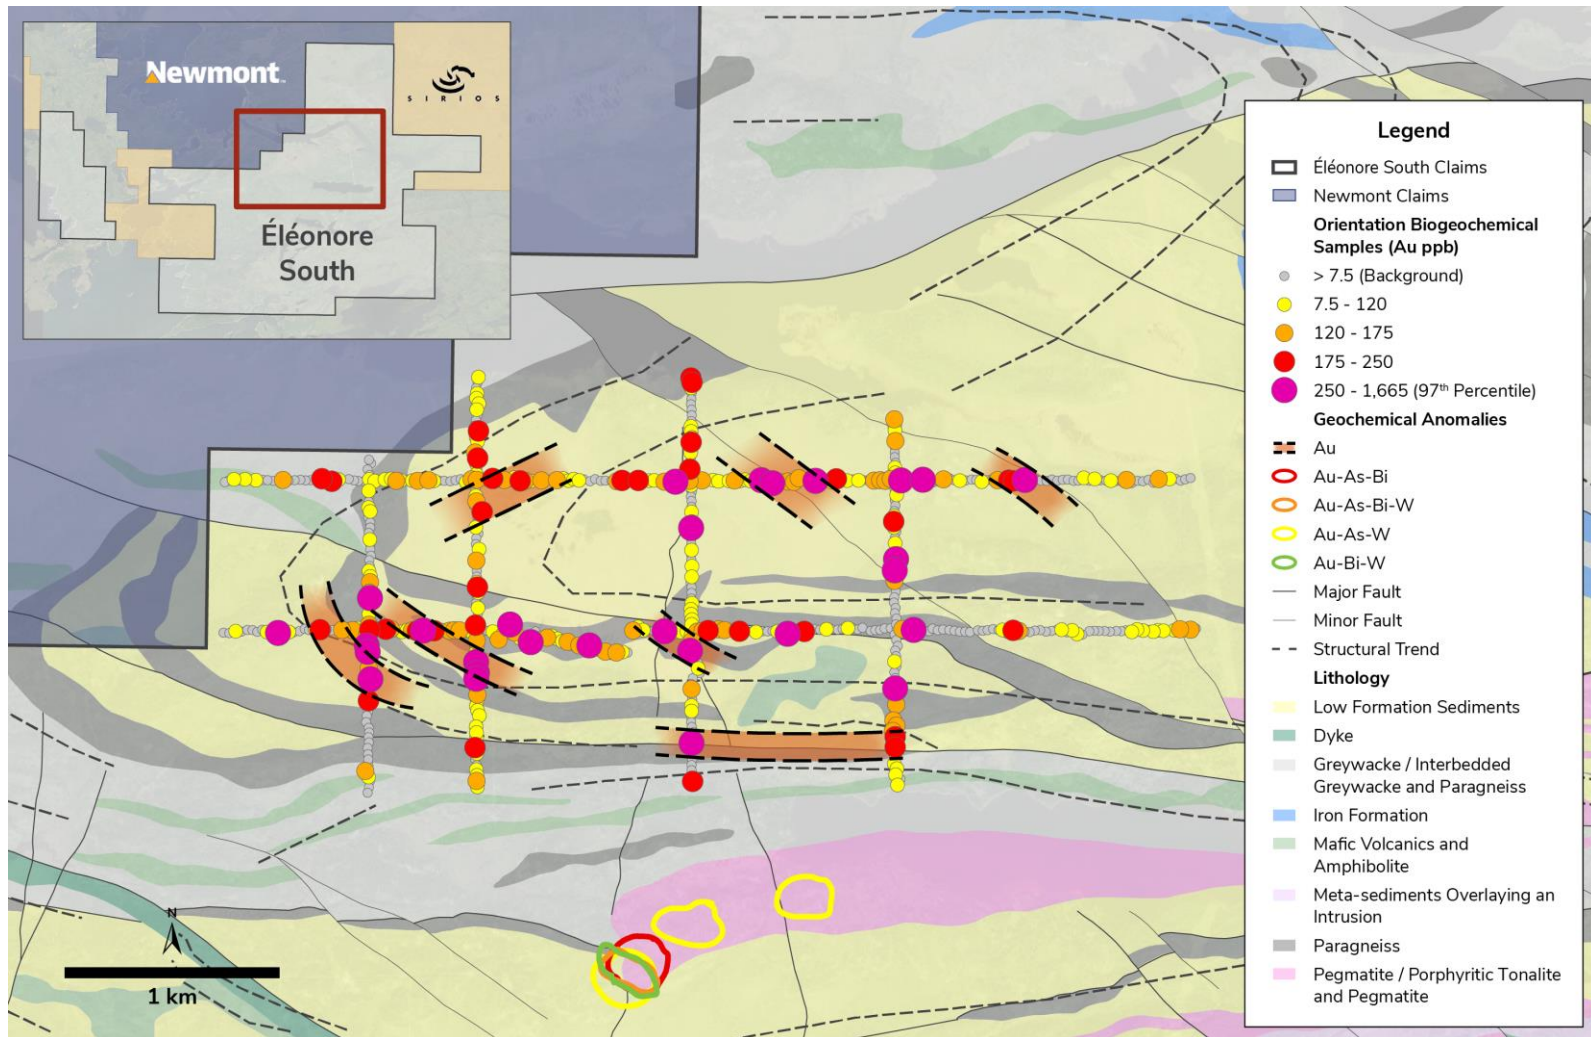 Newmont
SIRIOS
Éléonore
South
Legend
Éléonore South Claims
Newmont Claims
Orientation Biogeochemical
Samples (Au ppb)
> 7.5 (Background)
7.5 - 120
120 - 175
175 - 250
250 - 1,665 (97th Percentile)
Geochemical Anomalies
Au
Au-As-Bi
Au-As-Bi-W
Au-As-W
Au-Bi-W
Major Fault
Minor Fault
Structural Trend
Lithology
Low Formation Sediments
Dyke
Greywacke / Interbedded
Greywacke and Paragneiss
Iron Formation
Mafic Volcanics and
Amphibolite
Meta-sediments Overlaying an
Intrusion
Paragneiss
Pegmatite / Porphyritic Tonalite
and Pegmatite
N
1 km